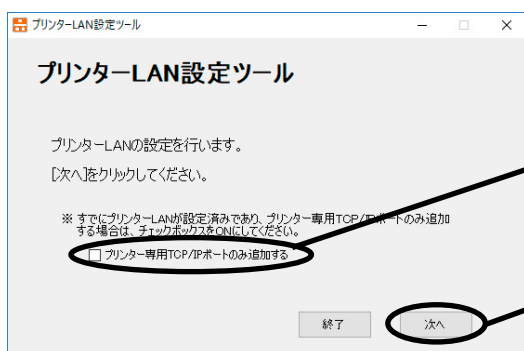 プリンターLAN設定ツール
プリンターLAN設定ツール
プリンターLANの設定を行います。
[次へ]をクリックしてください。
※ すでにプリンターLANが設定済みであり、プリンター専用TCP/IPポートのみ追加
する場合は、チェックボックスをONにしてください。
プリンター専用TCP/IPポートのみ追加する
終了
次へ